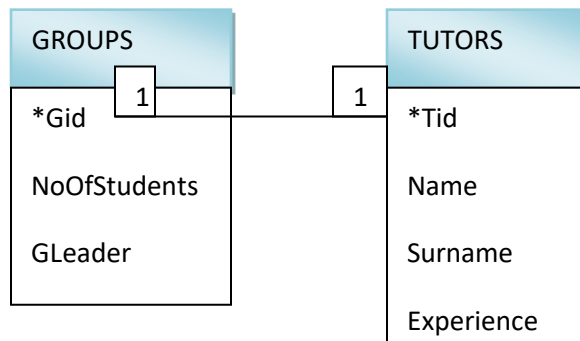 GROUPS
1
*Gid
NoOfStudents
GLeader
TUTORS
1
*Tid
Name
Surname
Experience